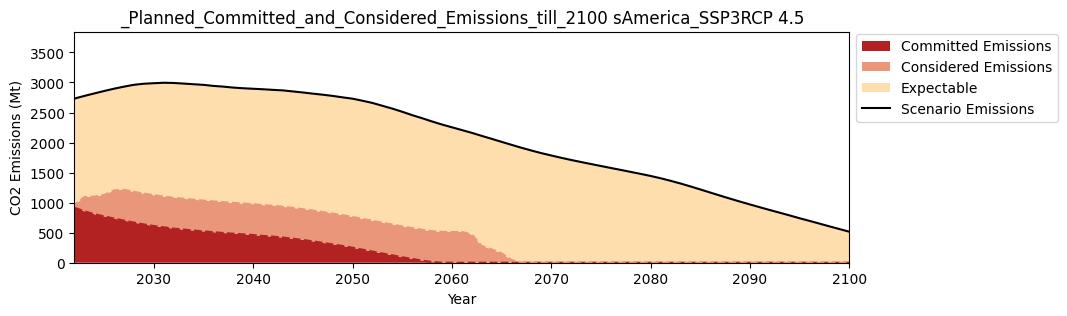 _Planned_Committed_and_Considered_Emissions_till_2100 sAmerica_SSP3RCP 4.5
CO2 Emissions (Mt)
3500
3000
2500
2000
1500
1000
500
0
2030 2040 2050 2060 2070 2080 2090 2100
Year
Committed Emissions
Considered Emissions
Expectable
Scenario Emissions